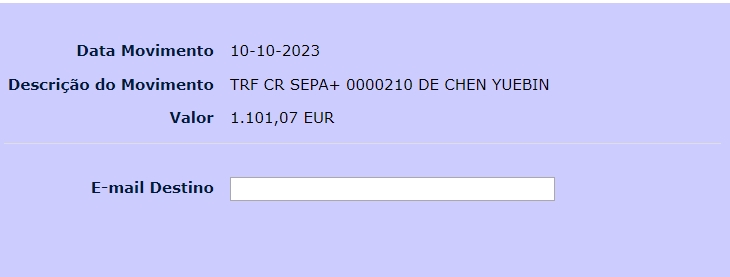 Data Movimento 10-10-2023
Descrição do Movimento TRF CR SEPA+ 0000210 DE CHEN YUEBIN
Valor 1.101,07 EUR
E-mail Destino